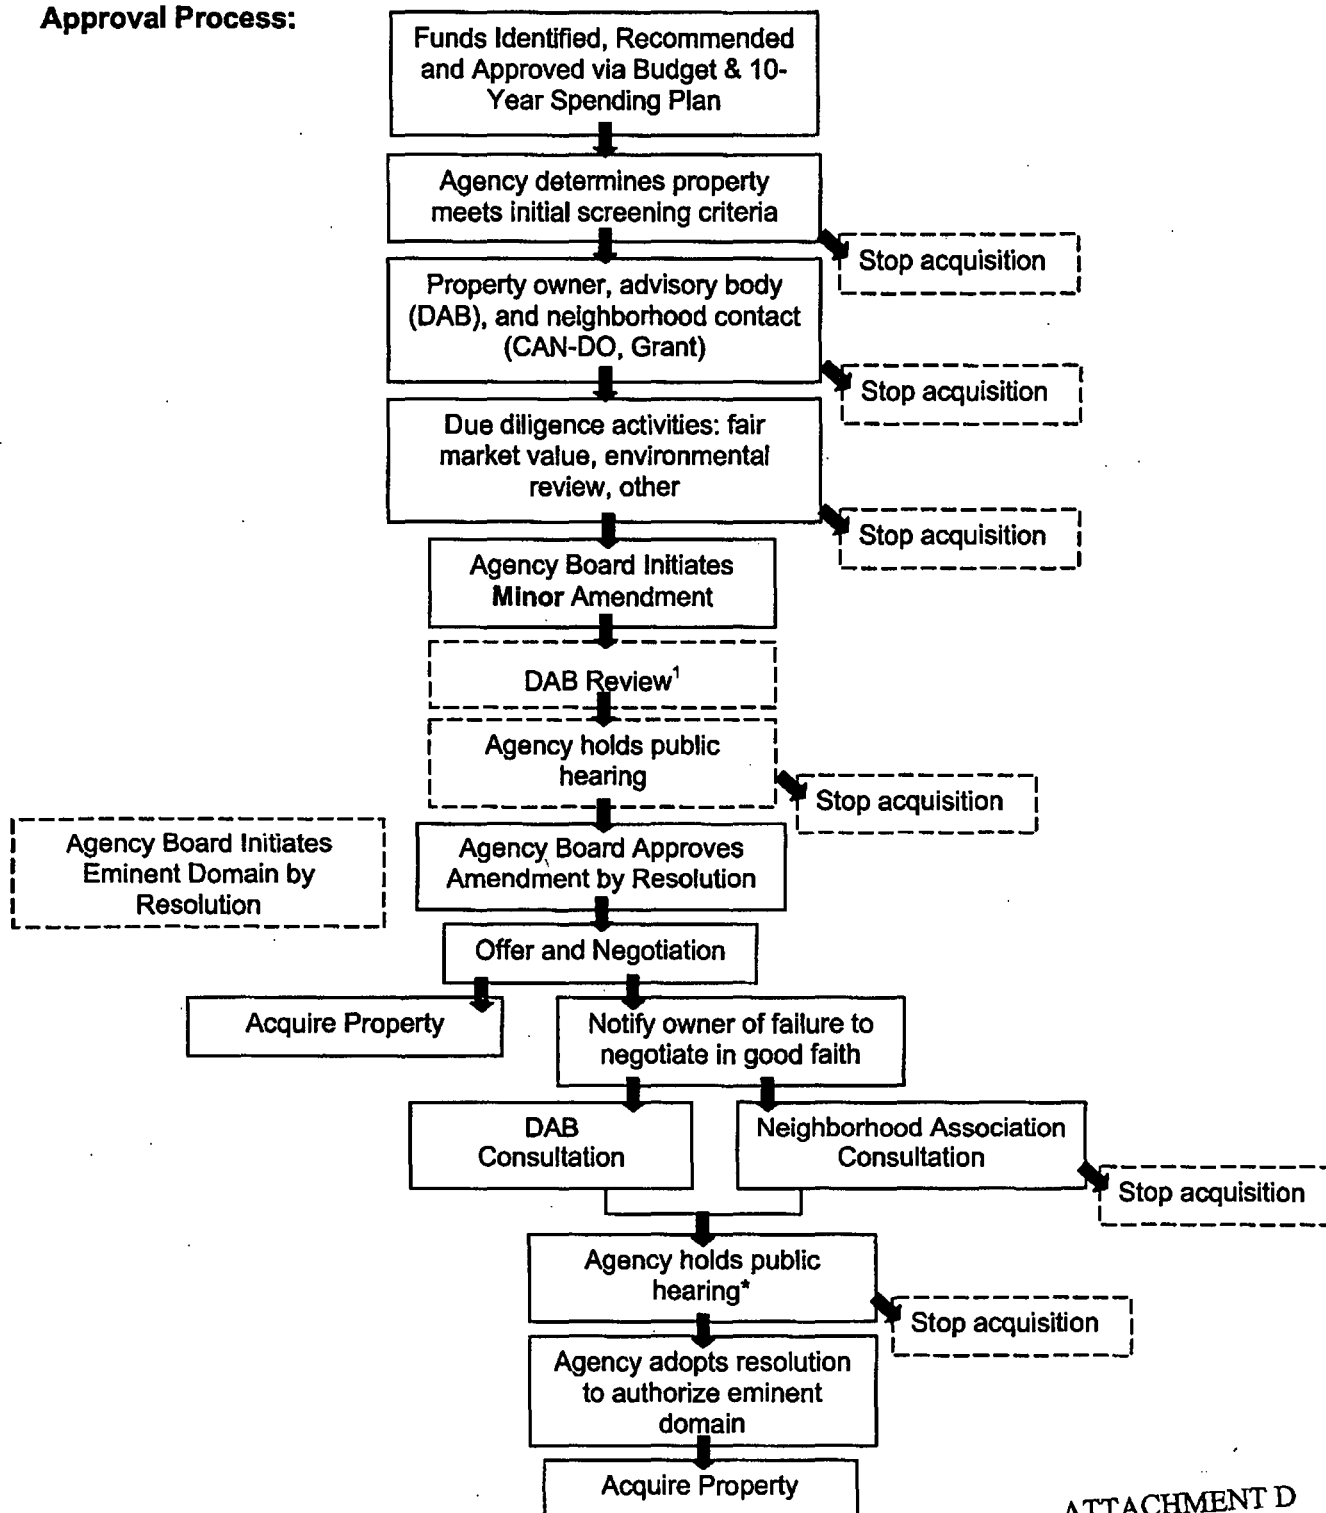 Approval Process:
Funds Identified, Recommended
and Approved via Budget & 10-
Year Spending Plan
Agency determines property
meets initial screening criteria
Stop acquisition
Property owner, advisory body
(DAB), and neighborhood contact
(CAN-DO, Grant)
Stop acquisition
Due diligence activities: fair
market value, environmental
review, other
Stop acquisition
Agency Board Initiates
Minor Amendment
DAB Review¹
Agency holds public
hearing
Stop acquisition
Agency Board Initiates
Eminent Domain by
Resolution
Agency Board Approves
Amendment by Resolution
Offer and Negotiation
Acquire Property
Notify owner of failure to
negotiate in good faith
DAB
Consultation
Neighborhood Association
Consultation
Stop acquisition
Agency holds public
hearing*
Stop acquisition
Agency adopts resolution
to authorize eminent
domain
Acquire Property
ATTACHMENT D